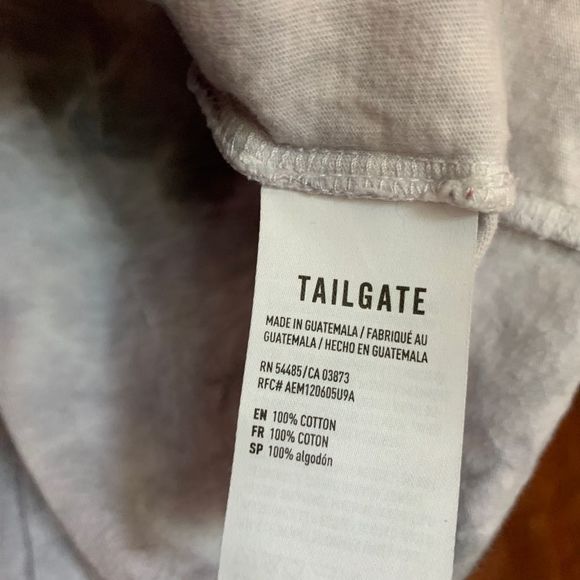 TAILGATE
MADE IN GUATEMALA / FABRIQUÉ AU
GUATEMALA / HECHO EN GUATEMALA
RN 54485/CA 03873
RFC# AEM120605U9A
EN 100% COTTON
FR 100% COTON
SP 100% algodón